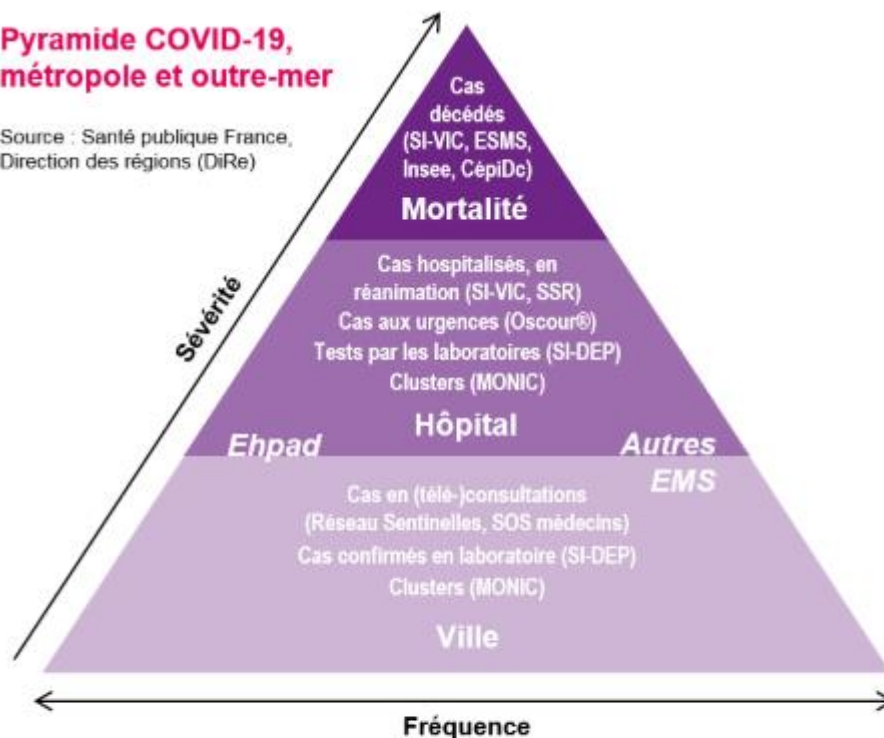 Pyramide COVID-19,
métropole et outre-mer
Source : Santé publique France,
Direction des régions (DiRe)
Sévérité
Cas
décédés
(SI-VIC, ESMS,
Insee, CépiDc)
Mortalité
Cas hospitalisés, en
réanimation (SI-VIC, SSR)
Cas aux urgences (Oscour®)
Tests par les laboratoires (SI-DEP)
Clusters (MONIC)
Hôpital
Ehpad
Autres
EMS
Cas en (télé-)consultations
(Réseau Sentinelles, SOS médecins)
Cas confirmés en laboratoire (SI-DEP)
Clusters (MONIC)
Ville
Fréquence